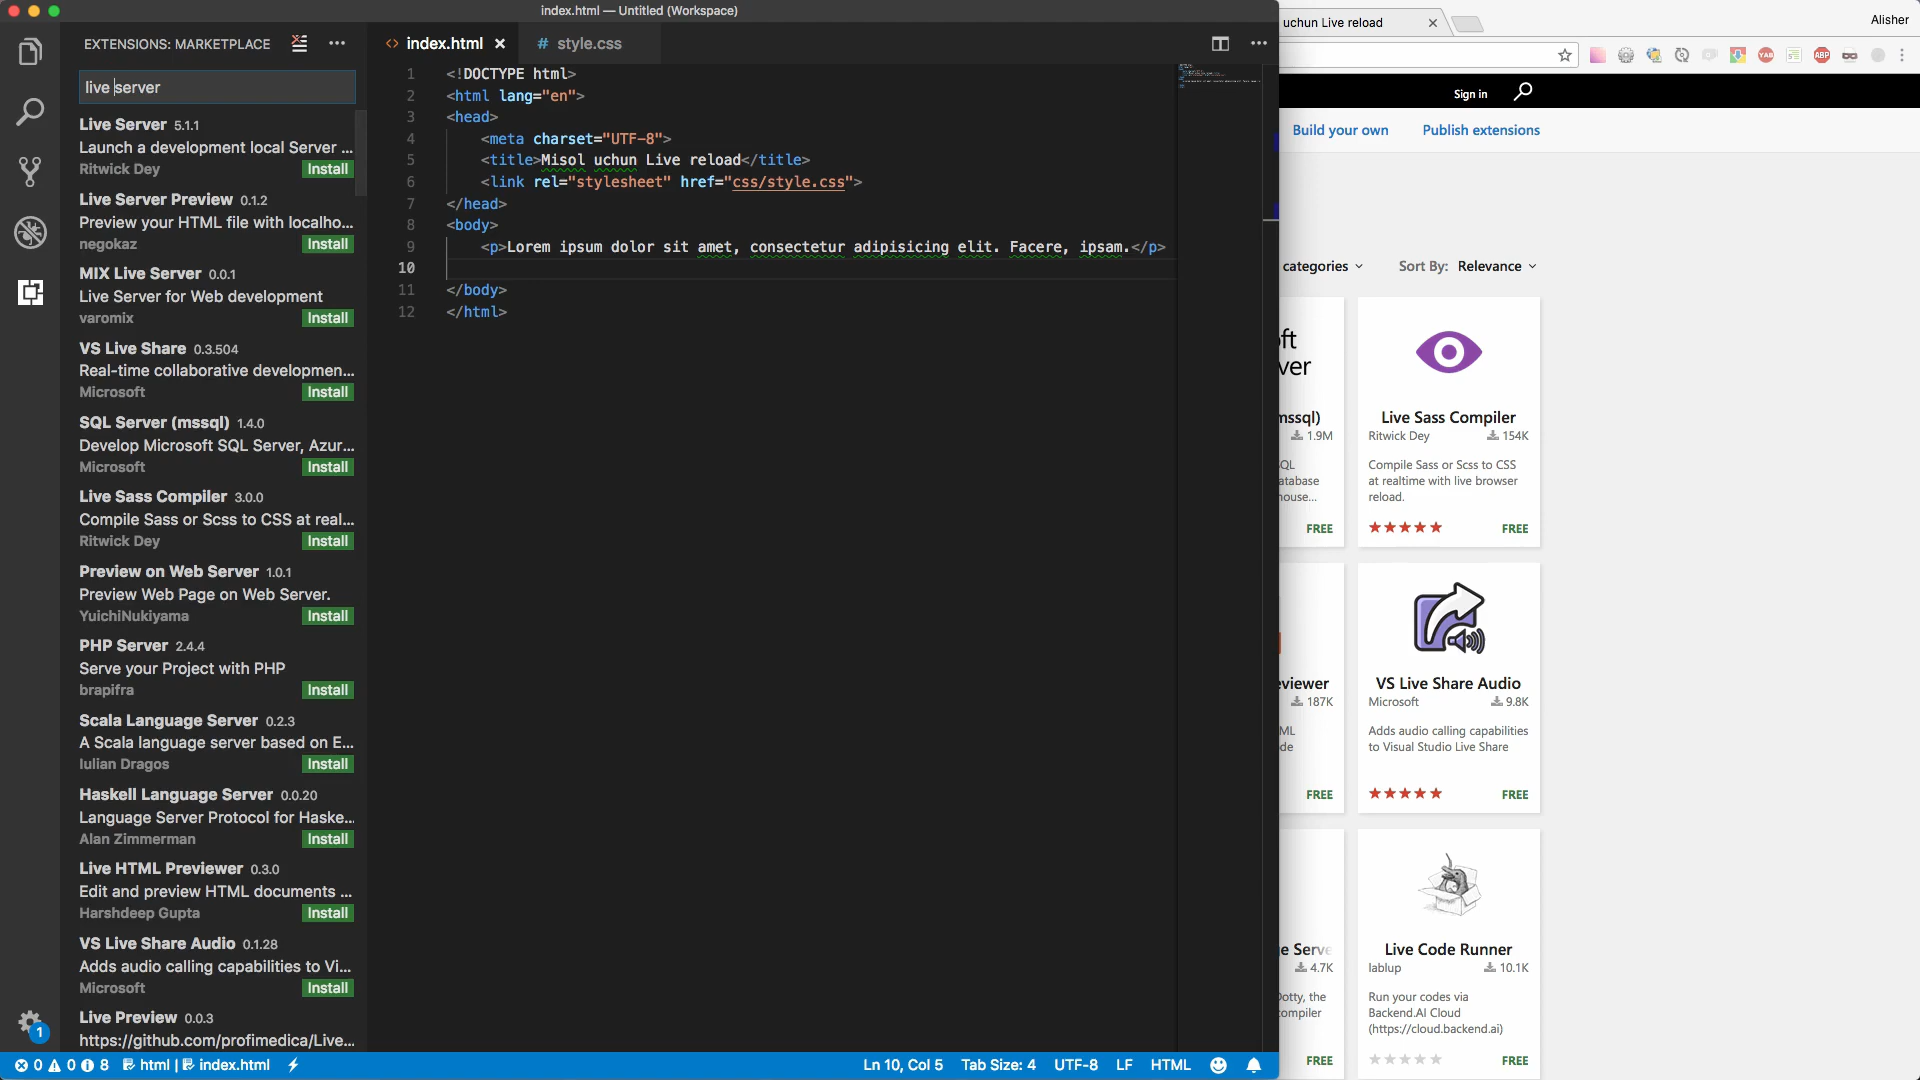 index.html — Untitled (Workspace)
EXTENSIONS: MARKETPLACE
live server
Live Server 5.1.1
Launch a development local Server ...
Ritwick Dey
Install
Live Server Preview 0.1.2
Preview your HTML file with localho...
negokaz
Install
MIX Live Server 0.0.1
Live Server for Web development
varomix
Install
VS Live Share 0.3.504
Real-time collaborative developmen...
Microsoft
Install
SQL Server (mssql) 1.4.0
Develop Microsoft SQL Server, Azur...
Microsoft
Install
Live Sass Compiler 3.0.0
Compile Sass or Scss to CSS at real...
Ritwick Dey
Install
Preview on Web Server 1.0.1
Preview Web Page on Web Server.
YuichiNukiyama
Install
PHP Server 2.4.4
Serve your Project with PHP
brapifra
Install
Scala Language Server 0.2.3
A Scala language server based on E...
Iulian Dragos
Install
Haskell Language Server 0.0.20
Language Server Protocol for Haske...
Alan Zimmerman
Install
Live HTML Previewer 0.3.0
Edit and preview HTML documents ...
Harshdeep Gupta
Install
VS Live Share Audio 0.1.28
Adds audio calling capabilities to Vi...
Microsoft
Install
Live Preview 0.0.3
https://github.com/profimedica/Live...
1
<> index.html
# style.css
1 <!DOCTYPE html>
2 <html lang="en">
3 <head>
4 <meta charset="UTF-8">
5 <title>Misol uchun Live reload</title>
6 <link rel="stylesheet" href="css/style.css">
7 </head>
8 <body>
9 <p>Lorem ipsum dolor sit amet, consectetur adipisicing elit. Facere, ipsam.</p>
10
11 </body>
12 </html>
0 0 8 html | index.html
Ln 10, Col 5 Tab Size: 4 UTF-8 LF HTML
uchun Live reload
Alisher
YAB
ABP
Sign in
Build your own
Publish extensions
categories
Sort By: Relevance
ft
ver
mssql)
1.9M
SQL
atabase
house...
FREE
Live Sass Compiler
Ritwick Dey 154K
Compile Sass or Scss to CSS
at realtime with live browser
reload.
FREE
eviewer
187K
ML
de
FREE
VS Live Share Audio
Microsoft 9.8K
Adds audio calling capabilities
to Visual Studio Live Share
FREE
e Serve
4.7K
Dotty, the
compiler
FREE
Live Code Runner
lablup 10.1K
Run your codes via
Backend.AI Cloud
(https://cloud.backend.ai)
FREE